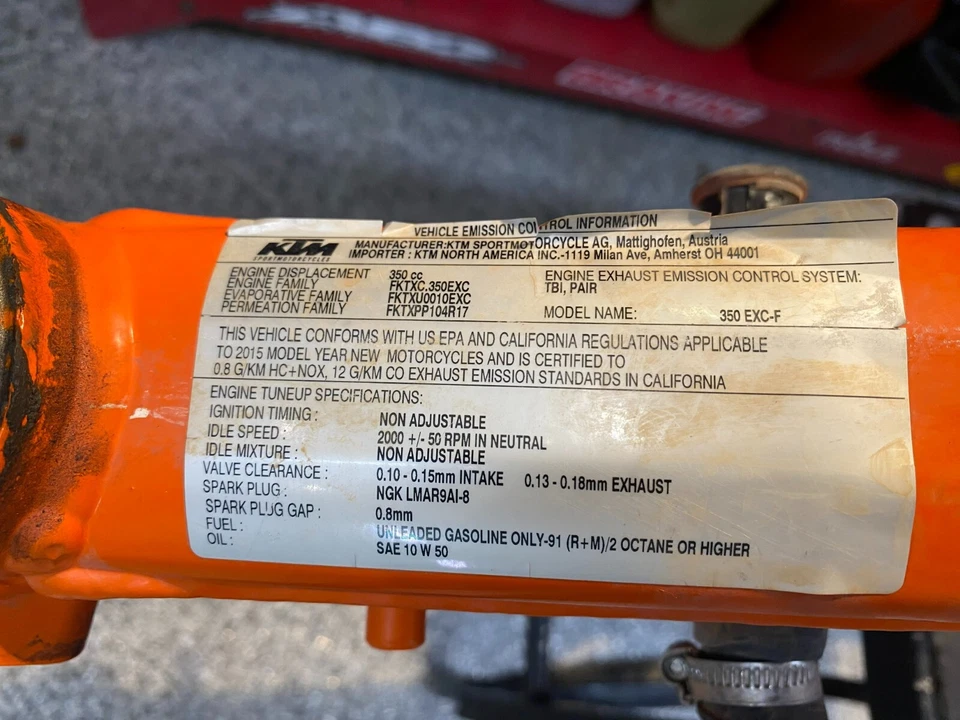 VEHICLE EMISSION CONTROL INFORMATION
KTM
SPORTMOTORCYCLES
MANUFACTURER:KTM SPORTMOTORCYCLE AG, Mattighofen, Austria
IMPORTER : KTM NORTH AMERICA INC.-1119 Milan Ave, Amherst OH 44001
ENGINE DISPLACEMENT 350 cc
ENGINE FAMILY FKTXC.350EXC
EVAPORATIVE FAMILY FKTXU0010EXC
PERMEATION FAMILY FKTXPP104R17
ENGINE EXHAUST EMISSION CONTROL SYSTEM:
TBI, PAIR
MODEL NAME: 350 EXC-F
THIS VEHICLE CONFORMS WITH US EPA AND CALIFORNIA REGULATIONS APPLICABLE
TO 2015 MODEL YEAR NEW MOTORCYCLES AND IS CERTIFIED TO
0.8 G/KM HC+NOX, 12 G/KM CO EXHAUST EMISSION STANDARDS IN CALIFORNIA
ENGINE TUNEUP SPECIFICATIONS:
IGNITION TIMING : NON ADJUSTABLE
IDLE SPEED : 2000 +/- 50 RPM IN NEUTRAL
IDLE MIXTURE : NON ADJUSTABLE
VALVE CLEARANCE : 0.10 - 0.15mm INTAKE 0.13 - 0.18mm EXHAUST
SPARK PLUG : NGK LMAR9AI-8
SPARK PLUG GAP : 0.8mm
FUEL : UNLEADED GASOLINE ONLY-91 (R+M)/2 OCTANE OR HIGHER
OIL : SAE 10 W 50